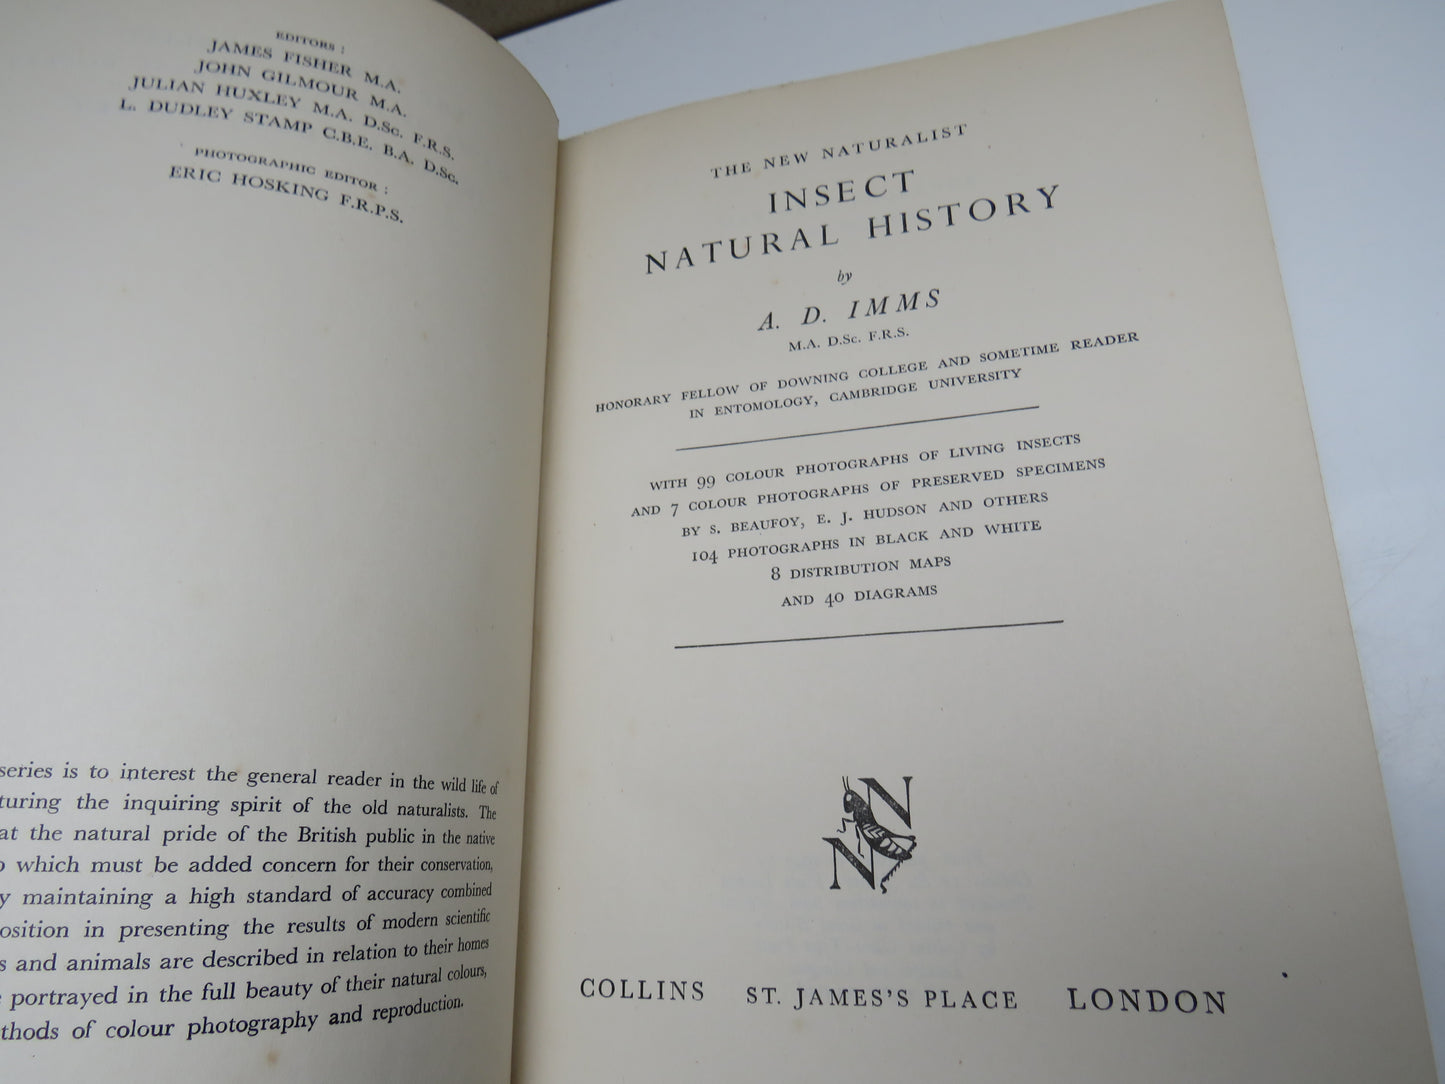 EDITORS :
JAMES FISHER M.A.
JOHN GILMOUR M.A.
JULIAN HUXLEY M.A. D.Sc. F.R.S.
L. DUDLEY STAMP C.B.E. B.A. D.Sc.
PHOTOGRAPHIC EDITOR :
ERIC HOSKING F.R.P.S.
series is to interest the general reader in the wild life of
turing the inquiring spirit of the old naturalists. The
at the natural pride of the British public in the native
o which must be added concern for their conservation,
y maintaining a high standard of accuracy combined
osition in presenting the results of modern scientific
s and animals are described in relation to their homes
e portrayed in the full beauty of their natural colours,
thods of colour photography and reproduction.
THE NEW NATURALIST
INSECT
NATURAL HISTORY
by
A. D. IMMS
M.A. D.Sc. F.R.S.
HONORARY FELLOW OF DOWNING COLLEGE AND SOMETIME READER
IN ENTOMOLOGY, CAMBRIDGE UNIVERSITY
WITH 99 COLOUR PHOTOGRAPHS OF LIVING INSECTS
AND 7 COLOUR PHOTOGRAPHS OF PRESERVED SPECIMENS
BY S. BEAUFOY, E. J. HUDSON AND OTHERS
104 PHOTOGRAPHS IN BLACK AND WHITE
8 DISTRIBUTION MAPS
AND 40 DIAGRAMS
N
N
COLLINS ST. JAMES'S PLACE LONDON